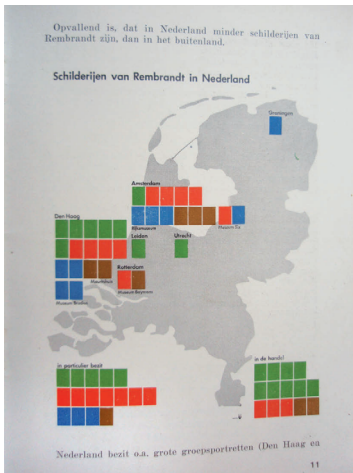 Opvallend is, dat in Nederland minder schilderijen van
Rembrandt zijn, dan in het buitenland.
Schilderijen van Rembrandt in Nederland
Groningen
Amsterdam
Rijksmuseum
Museum Six
Den Haag
Leiden
Utrecht
Mauritshuis
Rotterdam
Museum Bredius
Museum Boymans
in particulier bezit
in de handel
Nederland bezit o.a. grote groepsportretten (Den Haag en
11